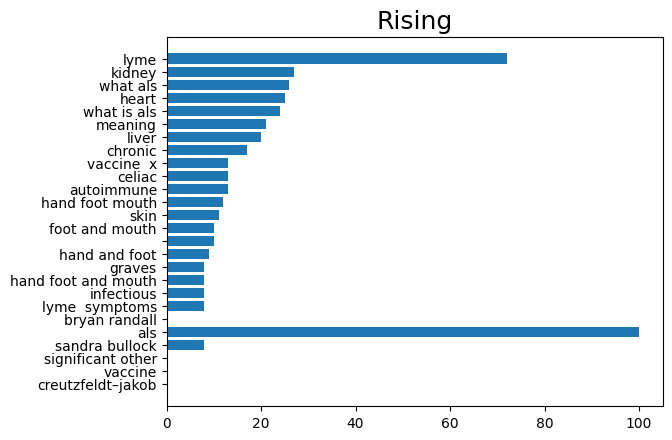 Rising
lyme
kidney
what als
heart
what is als
meaning
liver
chronic
vaccine  x
celiac
autoimmune
hand foot mouth
skin
foot and mouth
hand and foot
graves
hand foot and mouth
infectious
lyme  symptoms
bryan randall
als
sandra bullock
significant other
vaccine
creutzfeldt–jakob
0 20 40 60 80 100